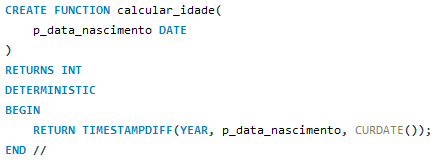 CREATE FUNCTION calcular_idade(
    p_data_nascimento DATE
)
RETURNS INT
DETERMINISTIC
BEGIN
    RETURN TIMESTAMPDIFF(YEAR, p_data_nascimento, CURDATE());
END //